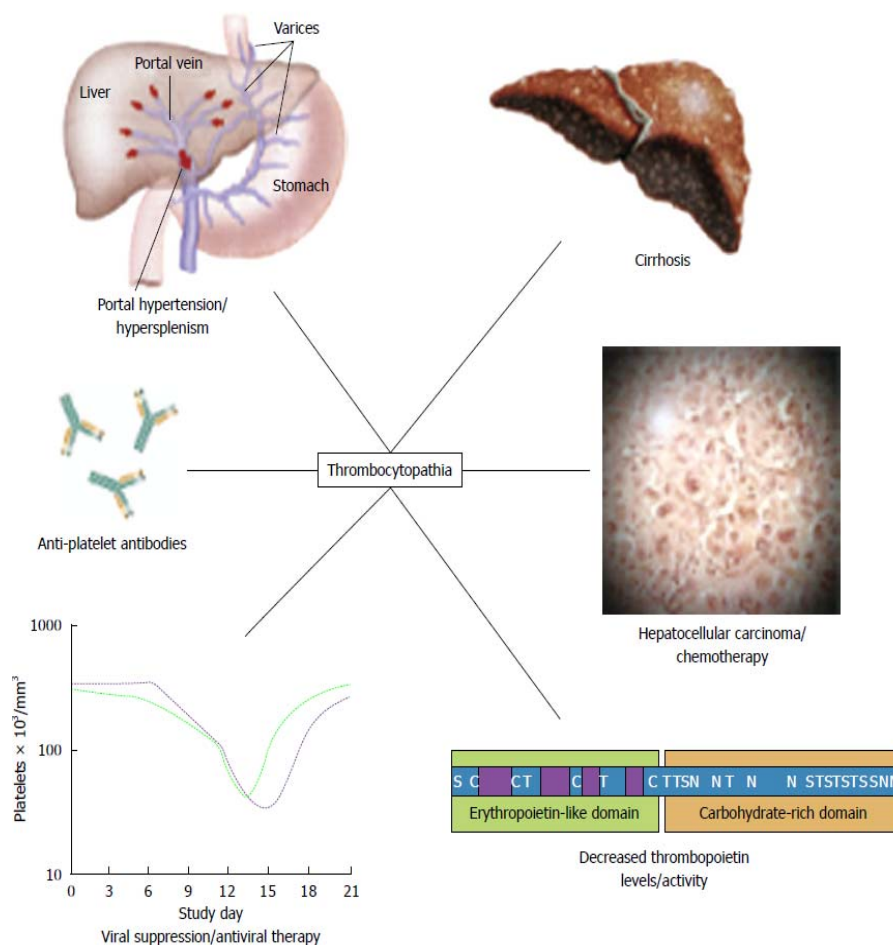 Varices
Portal vein
Liver
Stomach
Portal hypertension/
hypersplenism
Cirrhosis
Thrombocytopathia
Anti-platelet antibodies
Hepatocellular carcinoma/
chemotherapy
1000
100
10
Platelets × 10³/mm³
0 3 6 9 12 15 18 21
Study day
Viral suppression/antiviral therapy
S C CT C T C TTSN NT N N STSTSTSSN
Erythropoietin-like domain
Carbohydrate-rich domain
Decreased thrombopoietin
levels/activity